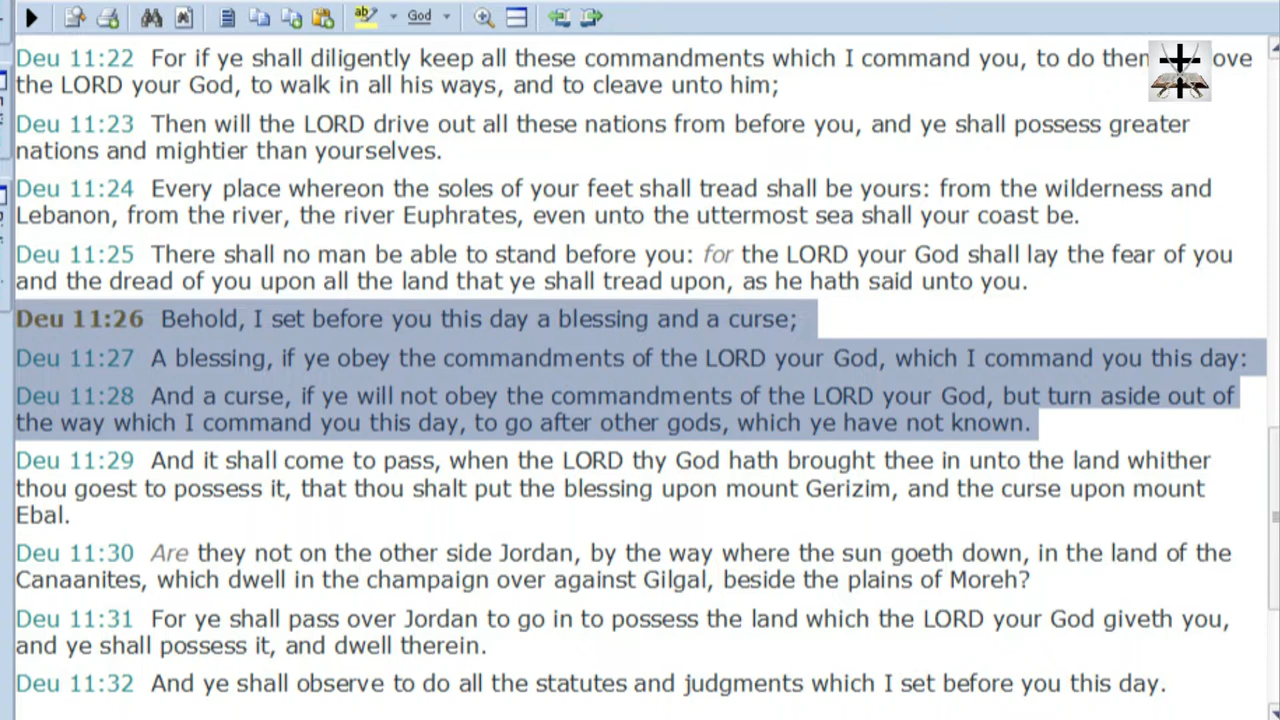 God
Deu 11:22 For if ye shall diligently keep all these commandments which I command you, to do ove
the LORD your God, to walk in all his ways, and to cleave unto him;
Deu 11:23 Then will the LORD drive out all these nations from before you, and ye shall possess greater
nations and mightier than yourselves.
Deu 11:24 Every place whereon the soles of your feet shall tread shall be yours: from the wilderness and
Lebanon, from the river, the river Euphrates, even unto the uttermost sea shall your coast be.
Deu 11:25 There shall no man be able to stand before you: for the LORD your God shall lay the fear of you
and the dread of you upon all the land that ye shall tread upon, as he hath said unto you.
Deu 11:26 Behold, I set before you this day a blessing and a curse;
Deu 11:27 A blessing, if ye obey the commandments of the LORD your God, which I command you this day:
Deu 11:28 And a curse, if ye will not obey the commandments of the LORD your God, but turn aside out of
the way which I command you this day, to go after other gods, which ye have not known.
Deu 11:29 And it shall come to pass, when the LORD thy God hath brought thee in unto the land whither
thou goest to possess it, that thou shalt put the blessing upon mount Gerizim, and the curse upon mount
Ebal.
Deu 11:30 Are they not on the other side Jordan, by the way where the sun goeth down, in the land of the
Canaanites, which dwell in the champaign over against Gilgal, beside the plains of Moreh?
Deu 11:31 For ye shall pass over Jordan to go in to possess the land which the LORD your God giveth you,
and ye shall possess it, and dwell therein.
Deu 11:32 And ye shall observe to do all the statutes and judgments which I set before you this day.